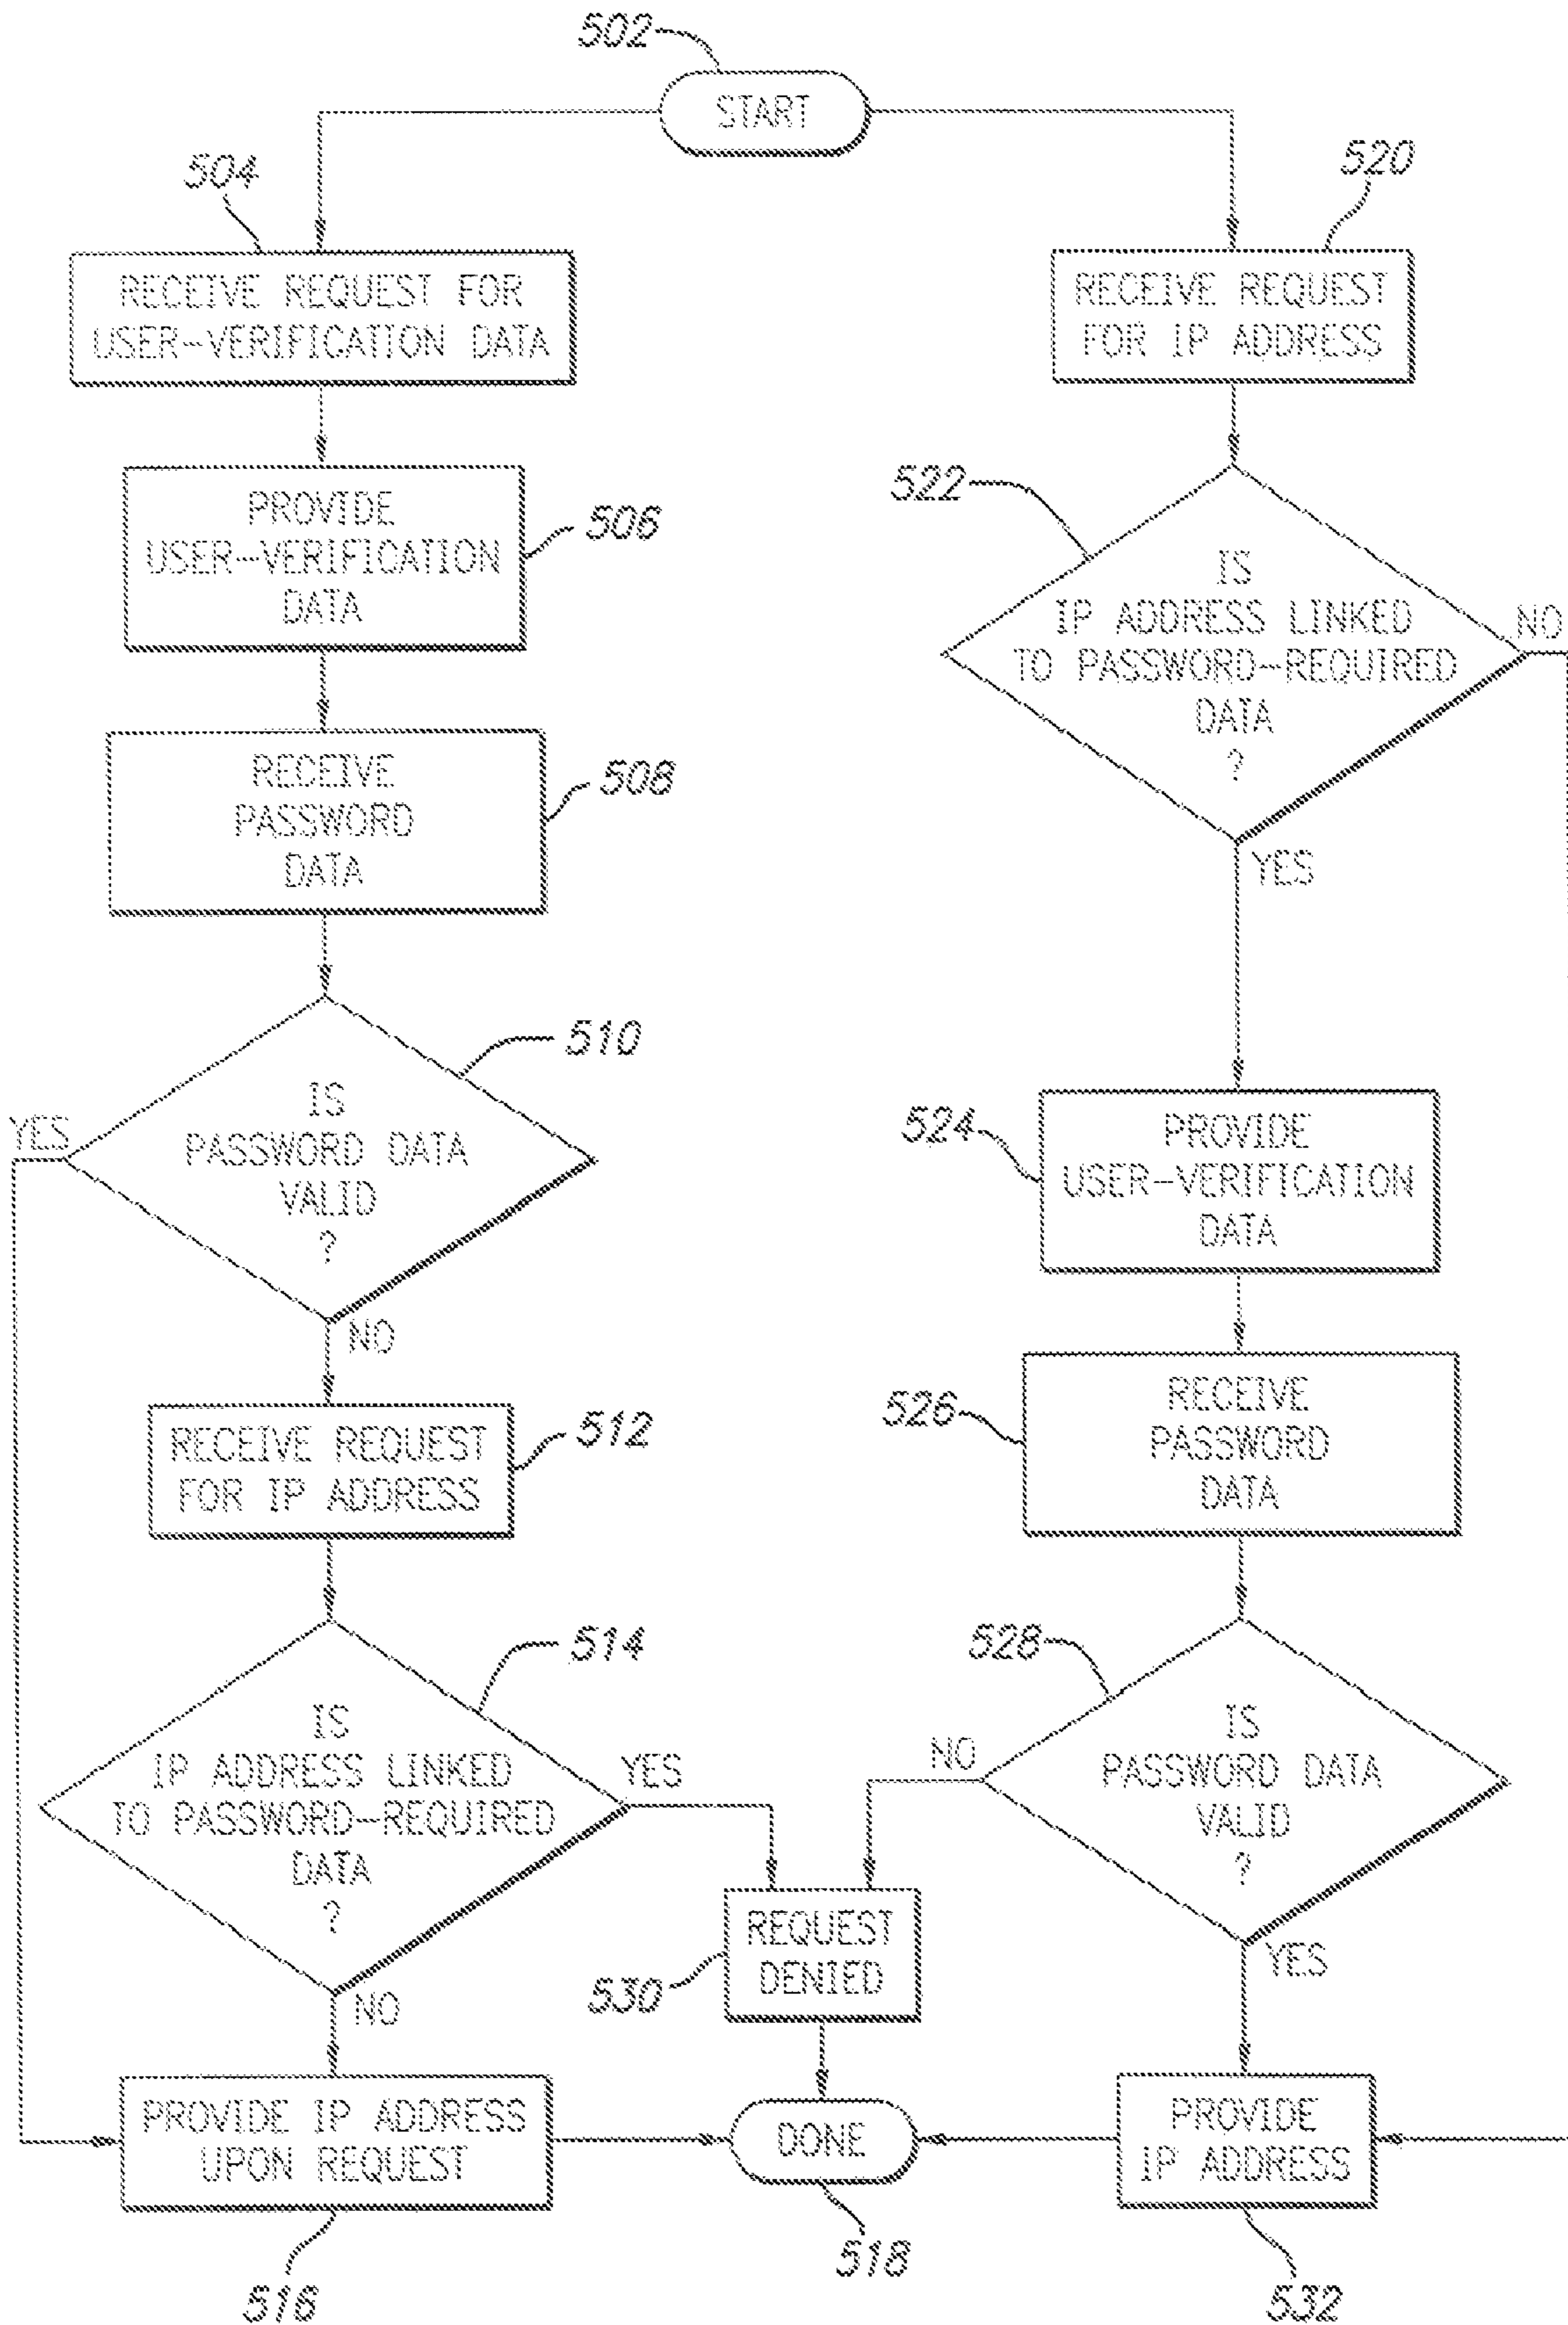 502
START
504
RECEIVE REQUEST FOR
USER-VERIFICATION DATA
506
PROVIDE
USER-VERIFICATION
DATA
508
RECEIVE
PASSWORD
DATA
510
IS
PASSWORD DATA
VALID
?
YES
NO
512
RECEIVE REQUEST
FOR IP ADDRESS
514
IS
IP ADDRESS LINKED
TO PASSWORD-REQUIRED
DATA
?
YES
NO
PROVIDE IP ADDRESS
UPON REQUEST
516
520
RECEIVE REQUEST
FOR IP ADDRESS
522
IS
IP ADDRESS LINKED
TO PASSWORD-REQUIRED
DATA
?
NO
YES
524
PROVIDE
USER-VERIFICATION
DATA
526
RECEIVE
PASSWORD
DATA
528
IS
PASSWORD DATA
VALID
?
NO
YES
REQUEST
DENIED
530
DONE
518
PROVIDE
IP ADDRESS
532